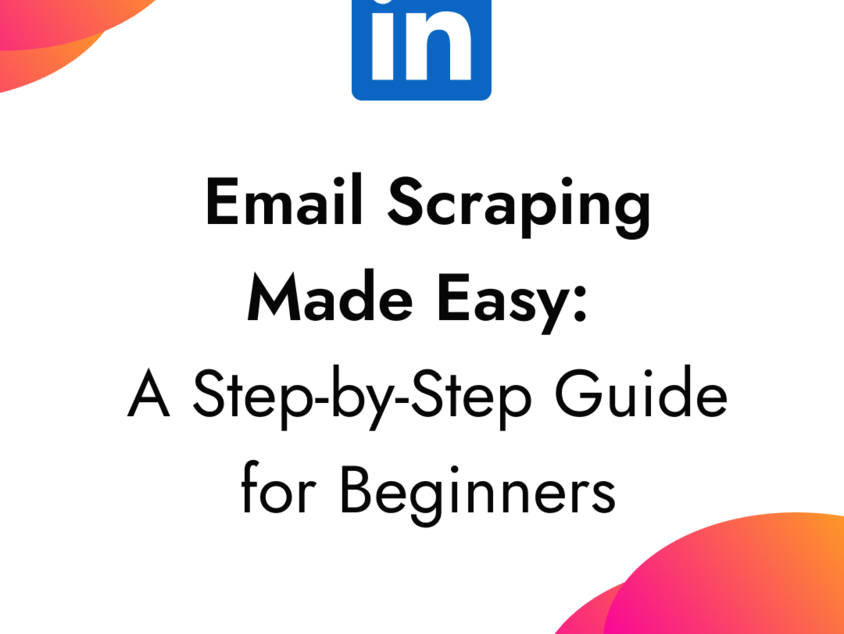 in
Email Scraping
Made Easy:
A Step-by-Step Guide
for Beginners